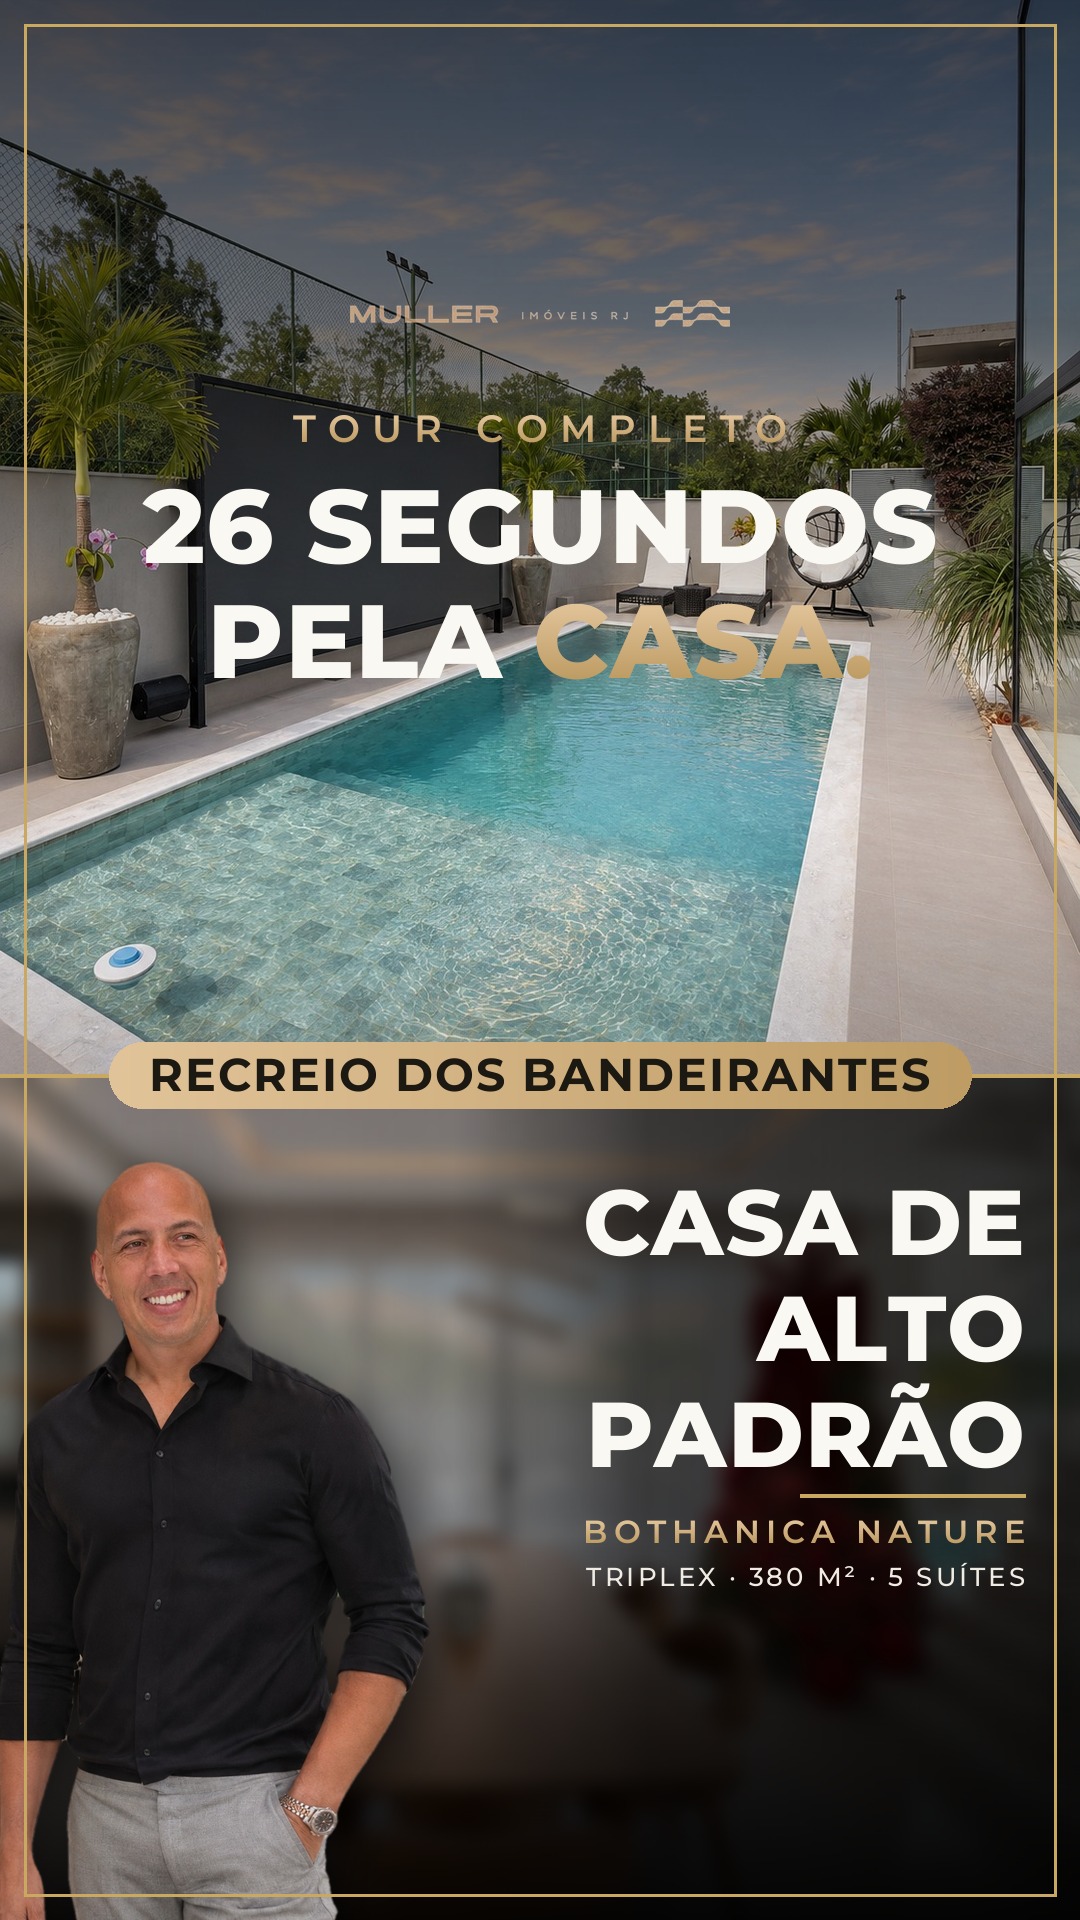 MULLER IMÓVEIS RJ
TOUR COMPLETO
26 SEGUNDOS
PELA CASA.
RECREIO DOS BANDEIRANTES
CASA DE
ALTO
PADRÃO
BOTHANICA NATURE
TRIPLEX · 380 M² · 5 SUÍTES